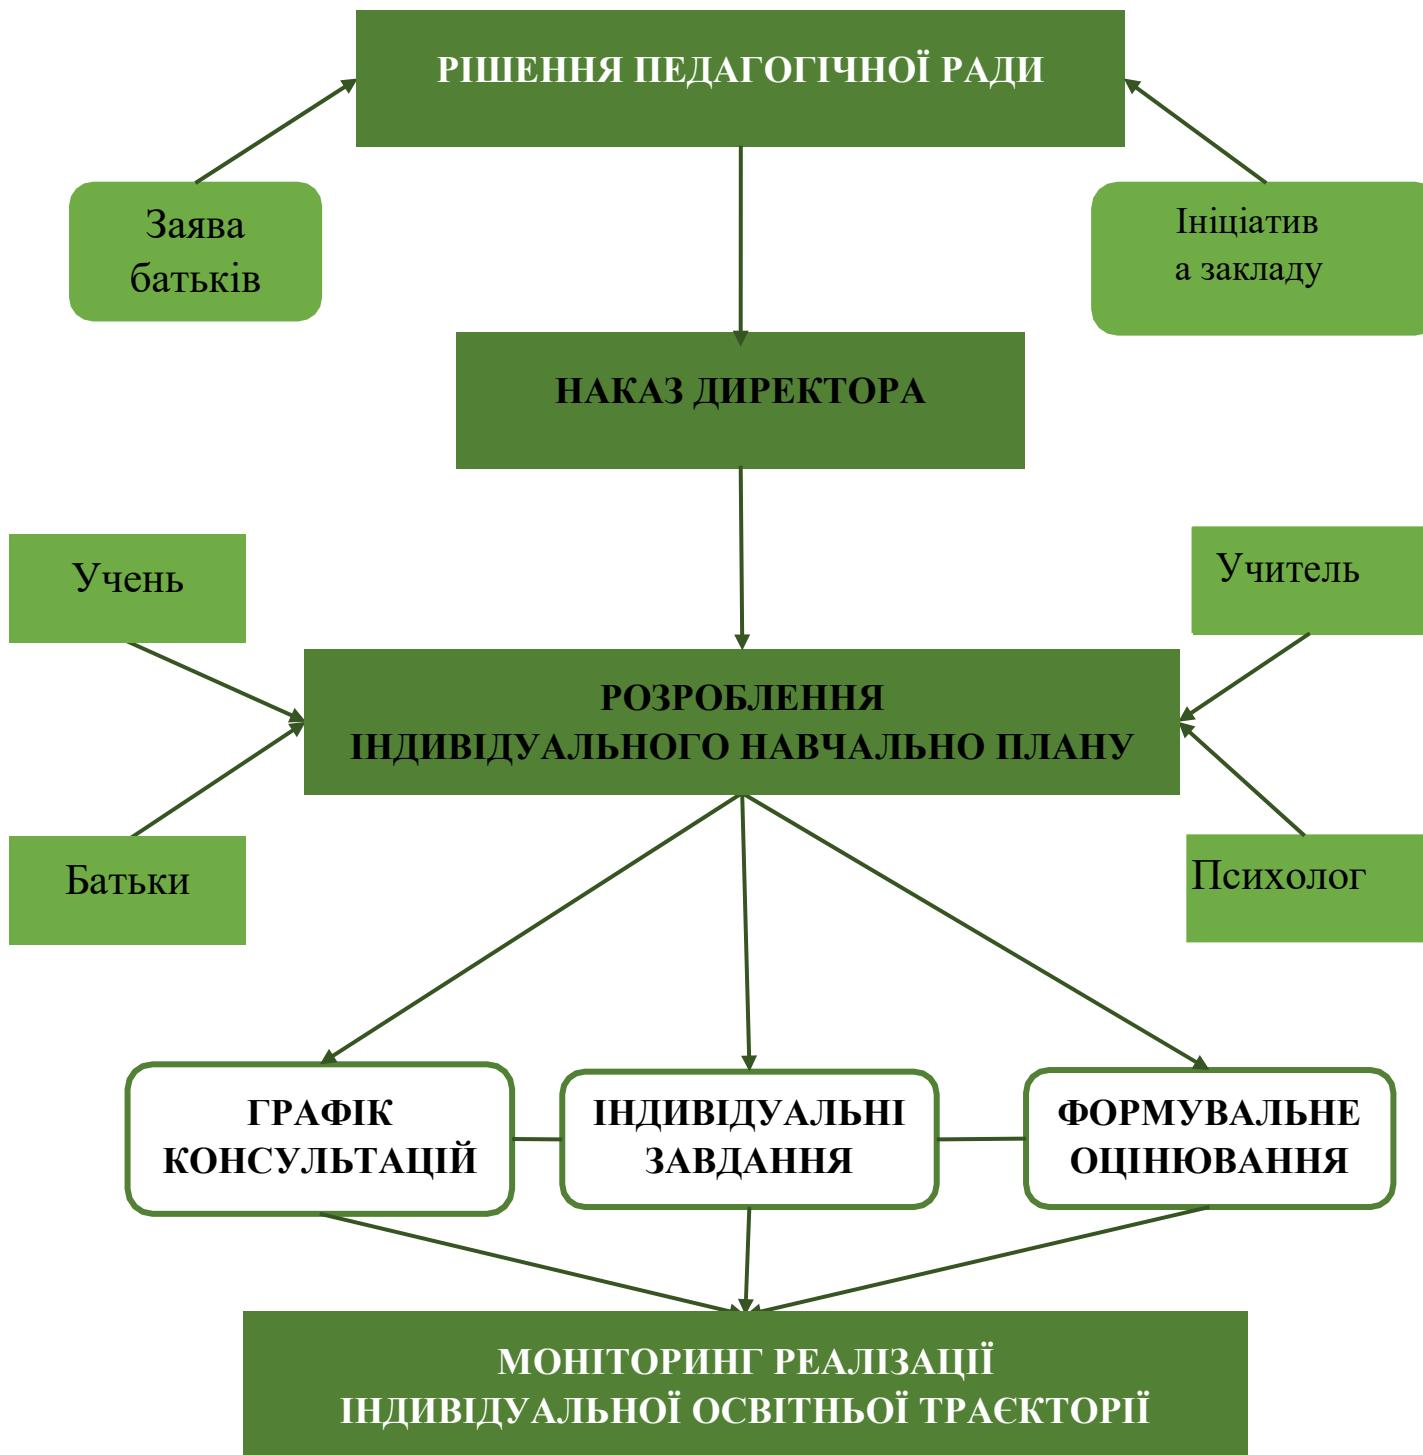 РІШЕННЯ ПЕДАГОГІЧНОЇ РАДИ
Заява
батьків
Ініціатив
а закладу
НАКАЗ ДИРЕКТОРА
Учень
Учитель
РОЗРОБЛЕННЯ
ІНДИВІДУАЛЬНОГО НАВЧАЛЬНО ПЛАНУ
Батьки
Психолог
ГРАФІК
КОНСУЛЬТАЦІЙ
ІНДИВІДУАЛЬНІ
ЗАВДАННЯ
ФОРМУВАЛЬНЕ
ОЦІНЮВАННЯ
МОНІТОРИНГ РЕАЛІЗАЦІЇ
ІНДИВІДУАЛЬНОЇ ОСВІТНЬОЇ ТРАЄКТОРІЇ